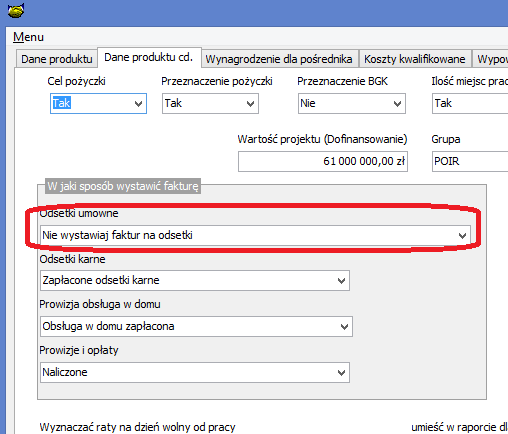 Menu
Dane produktu Dane produktu cd. Wynagrodzenie dla pośrednika Koszty kwalifikowane Wypow
Cel pożyczki Przeznaczenie pożyczki Przeznaczenie BGK Ilość miejsc prac
Tak Tak Nie Tak
Wartość projektu (Dofinansowanie) Grupa
61 000 000,00 zł POIR
W jaki sposób wystawić fakturę
Odsetki umowne
Nie wystawiaj faktur na odsetki
Odsetki karne
Zapłacone odsetki karne
Prowizja obsługa w domu
Obsługa w domu zapłacona
Prowizje i opłaty
Naliczone
Wyznaczać raty na dzień wolny od pracy umieść w raporcie dl